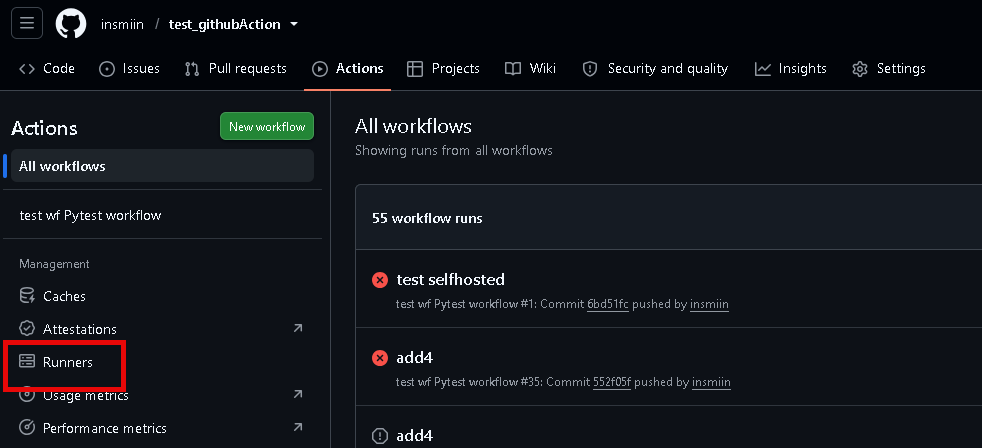 insmiin / test_githubAction
Code Issues Pull requests Actions Projects Wiki Security and quality Insights Settings
Actions
New workflow
All workflows
test wf Pytest workflow
Management
Caches
Attestations
Runners
Usage metrics
Performance metrics
All workflows
Showing runs from all workflows
55 workflow runs
test selfhosted
test wf Pytest workflow #1: Commit 6bd51fc pushed by insmiin
add4
test wf Pytest workflow #35: Commit 552f05f pushed by insmiin
add4